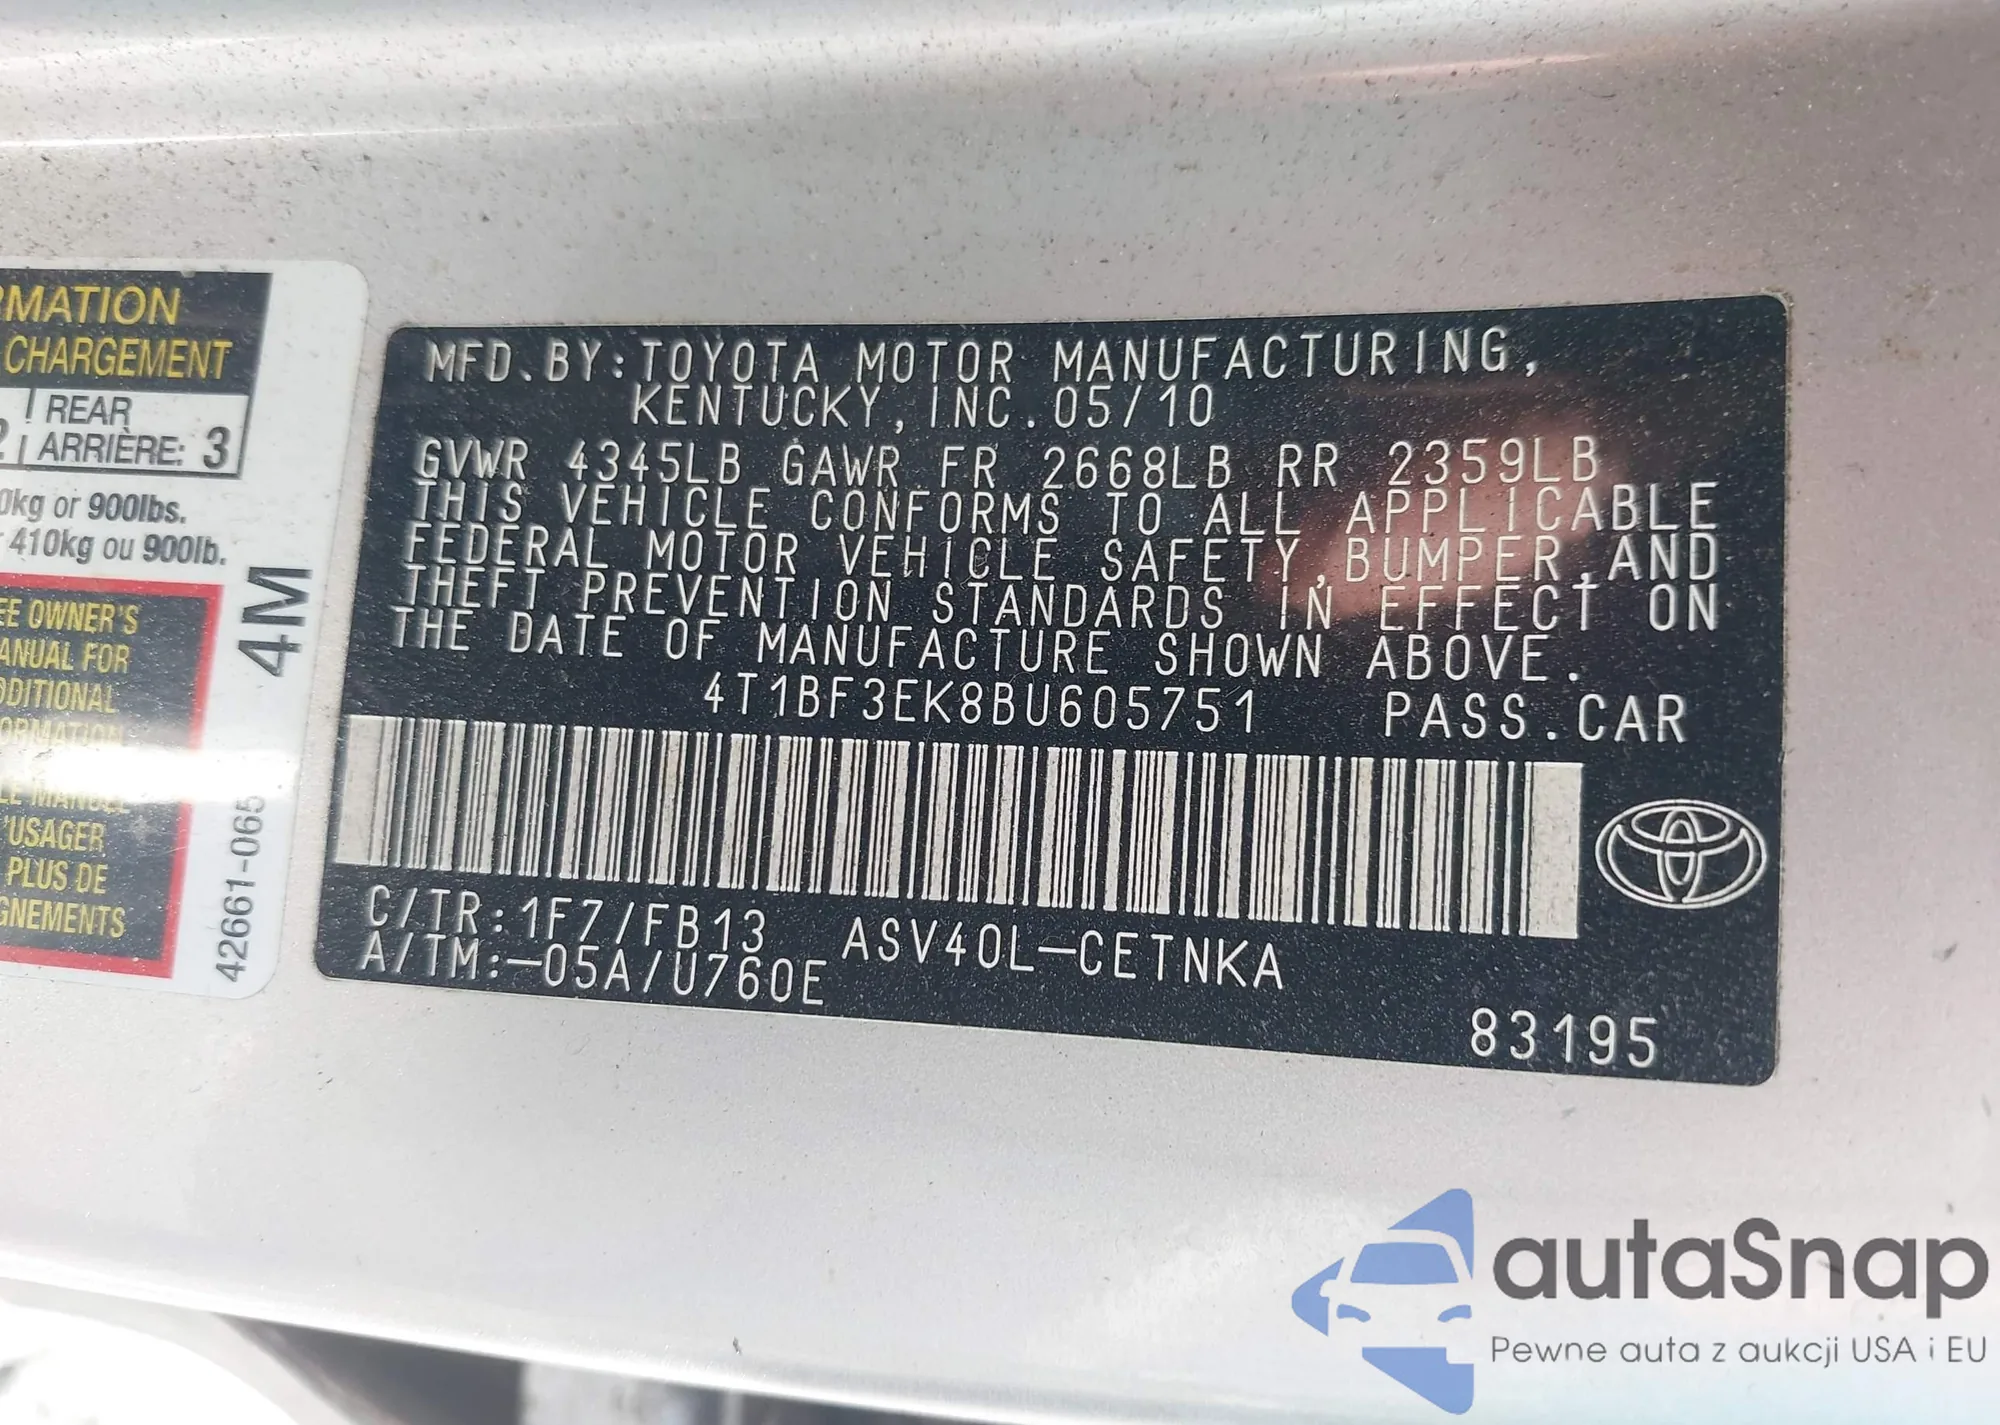 RMATION
CHARGEMENT
2 REAR
ARRIÈRE: 3
0kg or 900lbs.
410kg ou 900lb.
EE OWNER'S
ANUAL FOR
DDITIONAL
ORMATION
LE MANUEL
'USAGER
PLUS DE
GNEMENTS
4M
42661-065
MFD.BY:TOYOTA MOTOR MANUFACTURING,
KENTUCKY,INC.05/10
GVWR 4345LB GAWR FR 2668LB RR 2359LB
THIS VEHICLE CONFORMS TO ALL APPLICABLE
FEDERAL MOTOR VEHICLE SAFETY,BUMPER,AND
THEFT PREVENTION STANDARDS IN EFFECT ON
THE DATE OF MANUFACTURE SHOWN ABOVE.
4T1BF3EK8BU605751 PASS.CAR
C/TR:1F7/FB13 ASV40L-CETNKA
A/TM:-05A/U760E
83195
autaSnap
Pewne auta z aukcji USA i EU